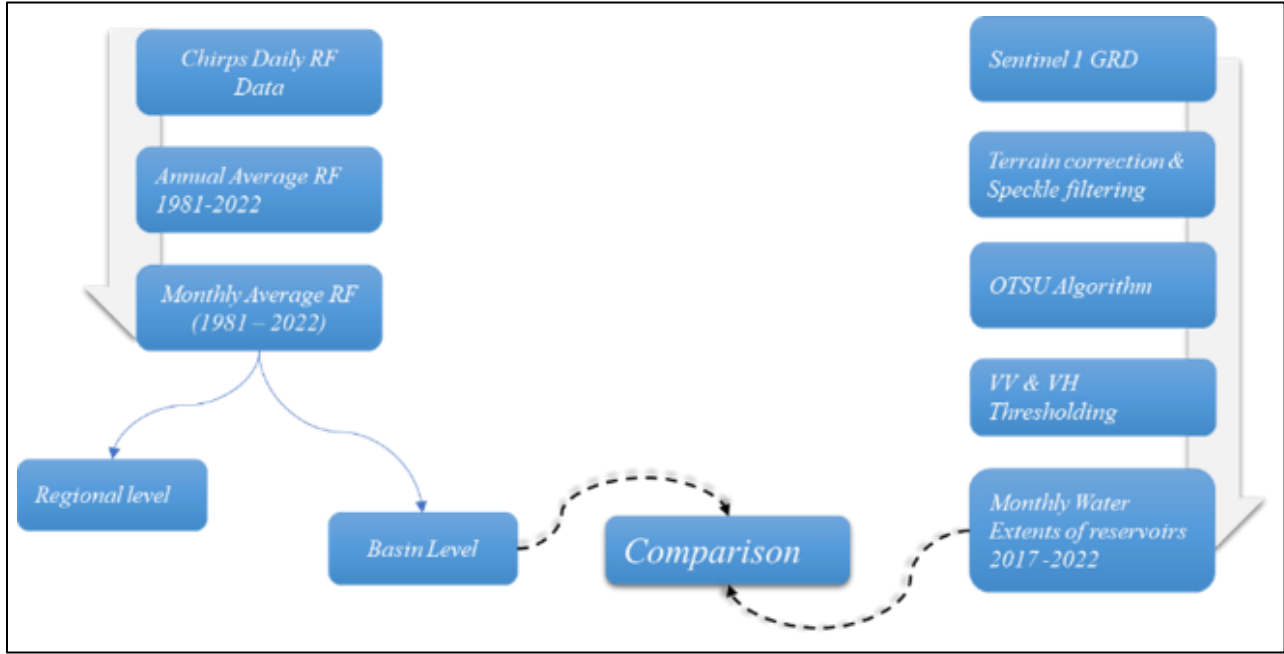 Chirps Daily RF
Data
Annual Average RF
1981-2022
Monthly Average RF
(1981 – 2022)
Regional level
Basin Level
Comparison
Sentinel 1 GRD
Terrain correction &
Speckle filtering
OTSU Algorithm
VV & VH
Thresholding
Monthly Water
Extents of reservoirs
2017-2022